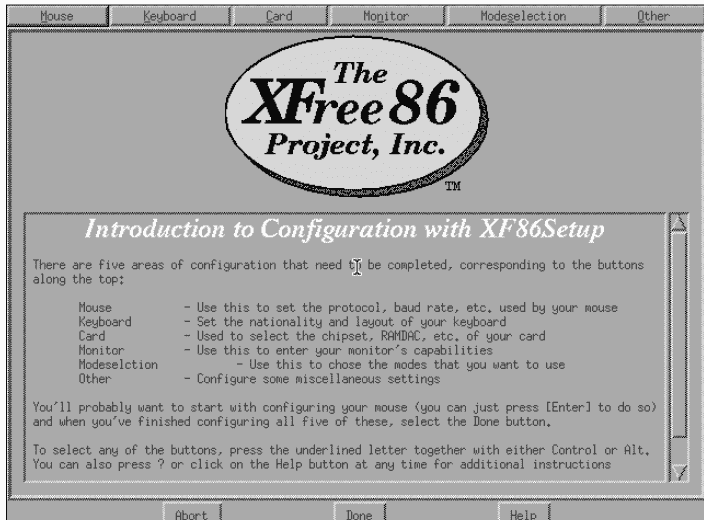 Mouse Keyboard Card Monitor Modeselection Other
The
XFree86
Project, Inc.
TM
Introduction to Configuration with XF86Setup
There are five areas of configuration that need to be completed, corresponding to the buttons
along the top:
Mouse - Use this to set the protocol, baud rate, etc. used by your mouse
Keyboard - Set the nationality and layout of your keyboard
Card - Used to select the chipset, RAMDAC, etc. of your card
Monitor - Use this to enter your monitor's capabilities
Modeselction - Use this to chose the modes that you want to use
Other - Configure some miscellaneous settings
You'll probably want to start with configuring your mouse (you can just press [Enter] to do so)
and when you've finished configuring all five of these, select the Done button.
To select any of the buttons, press the underlined letter together with either Control or Alt.
You can also press ? or click on the Help button at any time for additional instructions
Abort Done Help